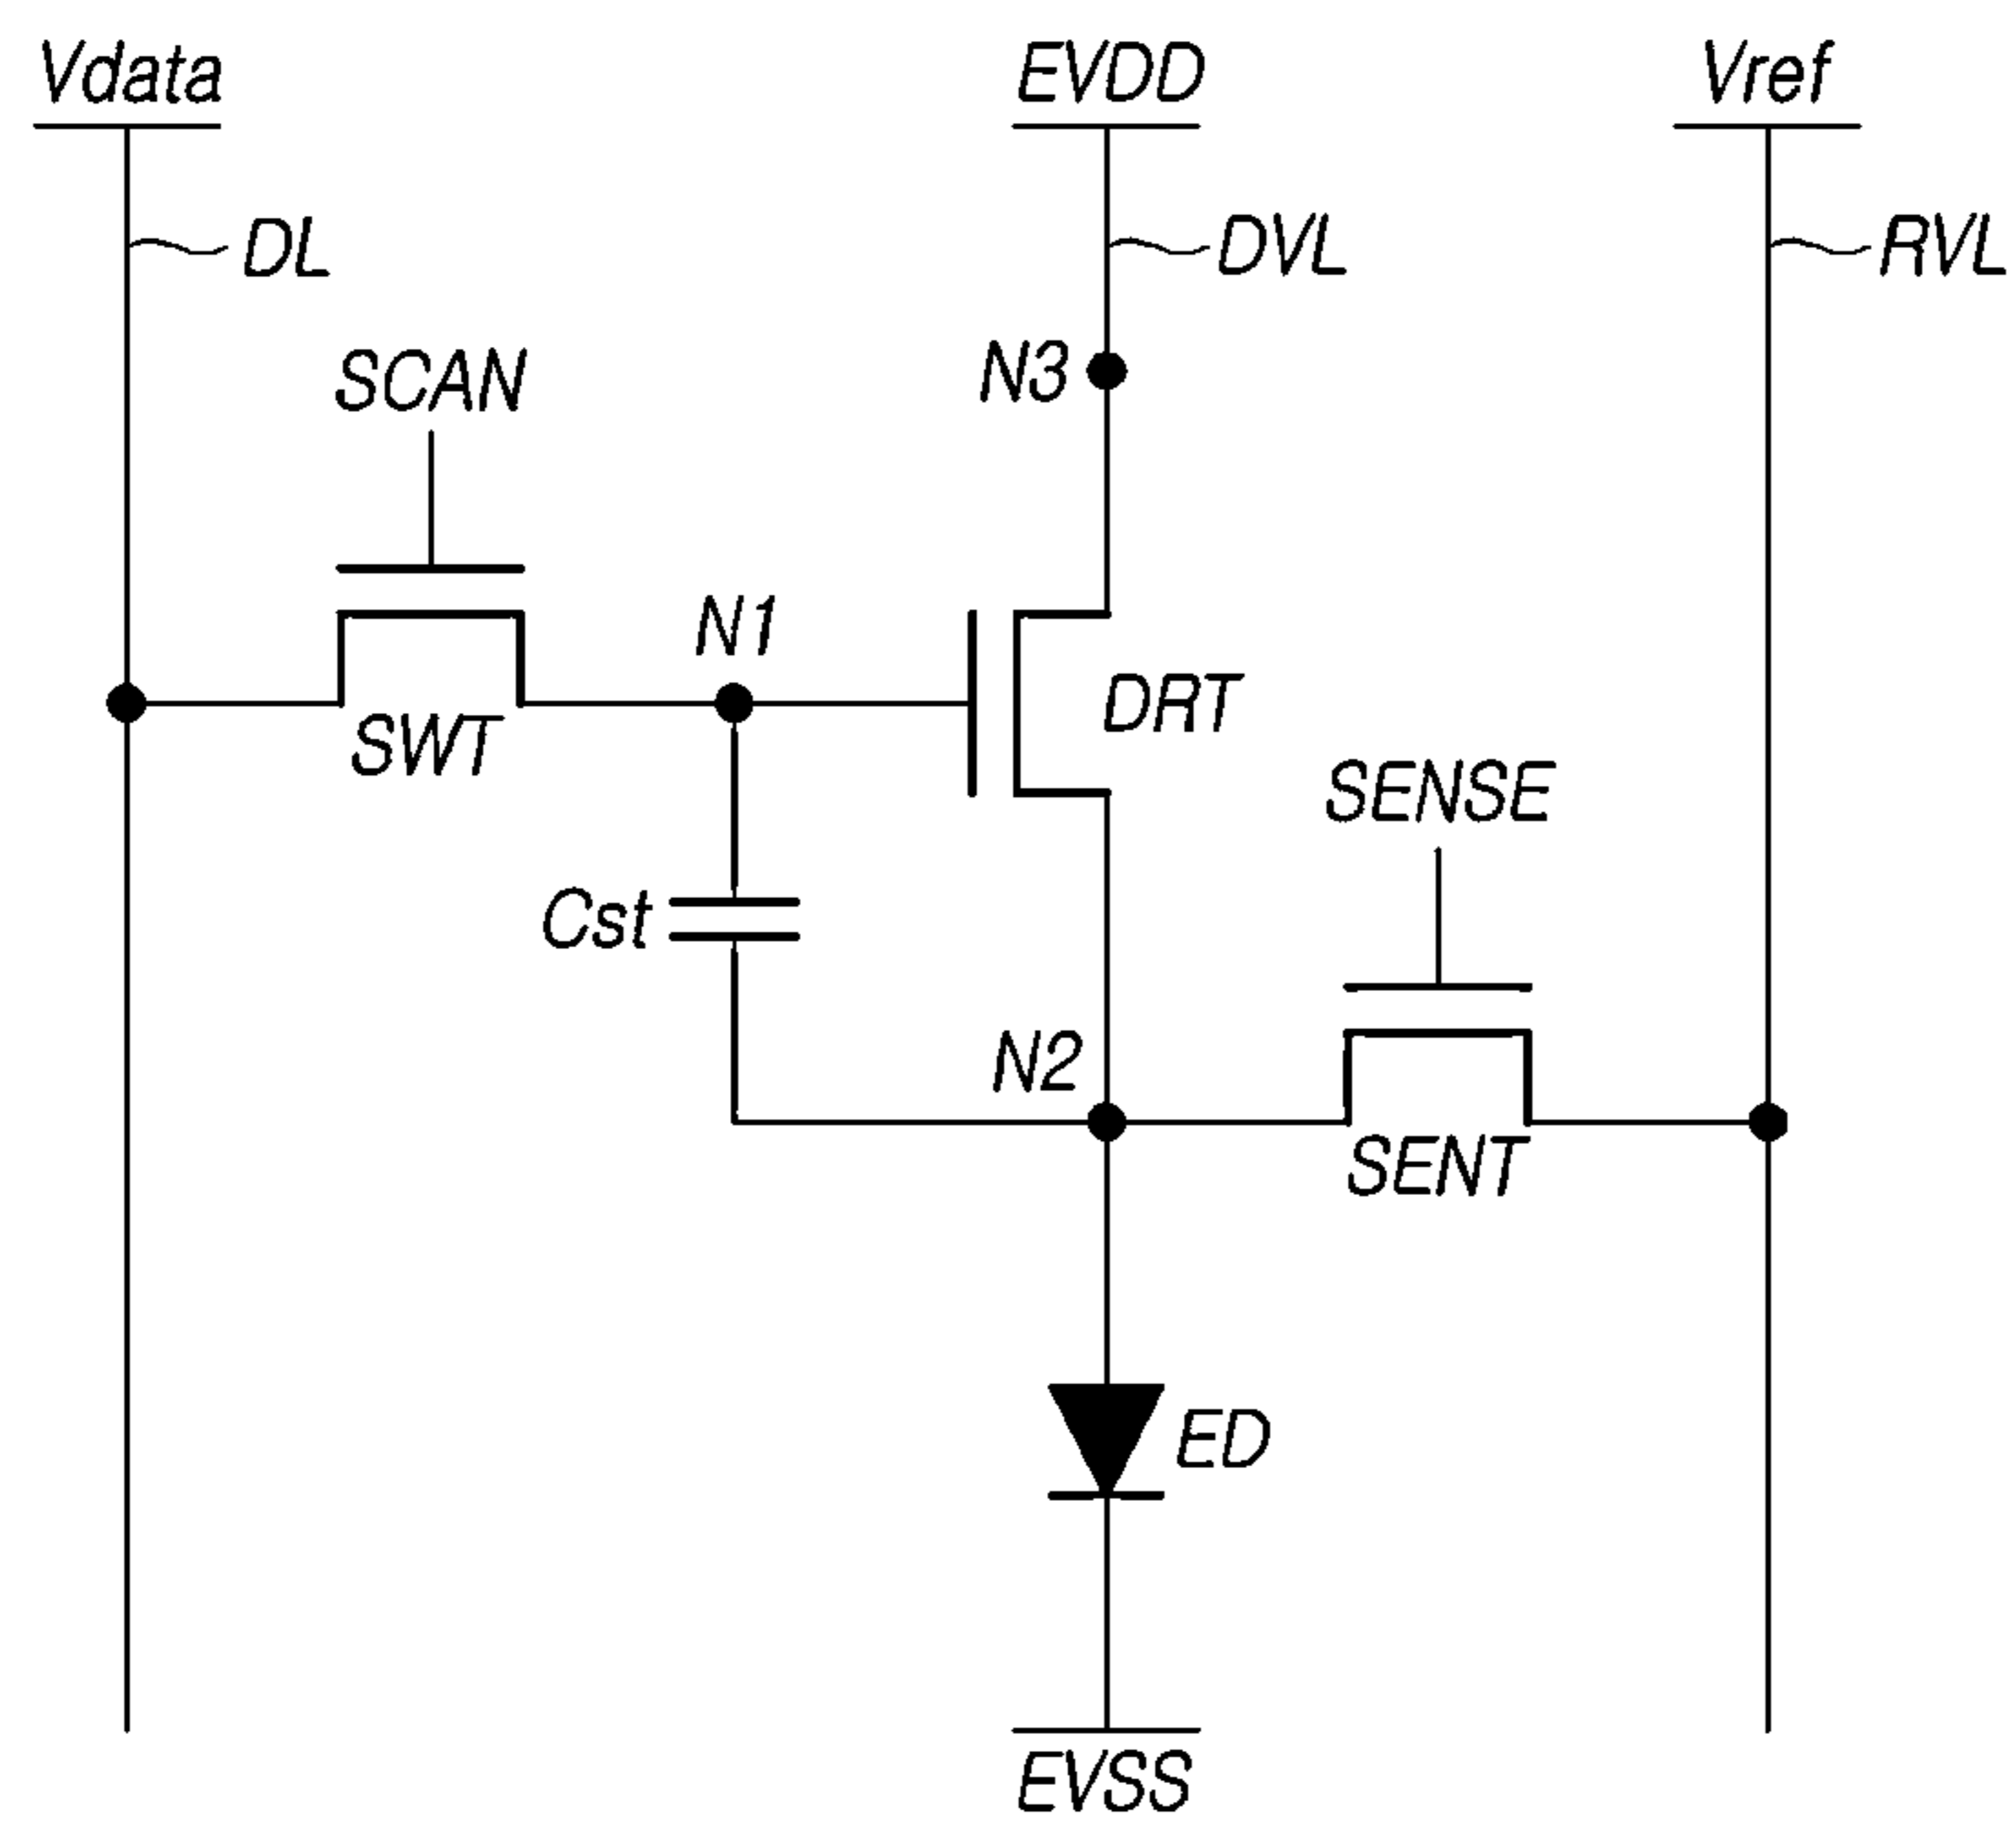 Vdata
EVDD
Vref
DL
DVL
RVL
SCAN
N3
N1
SWT
DRT
SENSE
Cst
N2
SENT
ED
EVSS